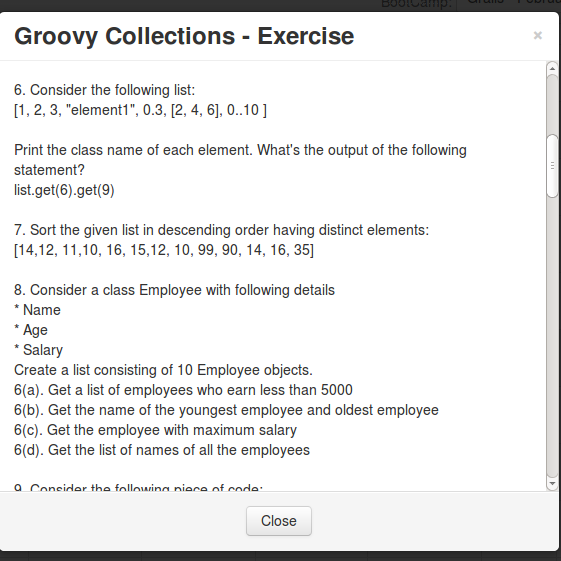 BootCamp:
Groovy Collections - Exercise
×
6. Consider the following list:
[1, 2, 3, "element1", 0.3, [2, 4, 6], 0..10 ]
Print the class name of each element. What's the output of the following
statement?
list.get(6).get(9)
7. Sort the given list in descending order having distinct elements:
[14,12, 11,10, 16, 15,12, 10, 99, 90, 14, 16, 35]
8. Consider a class Employee with following details
* Name
* Age
* Salary
Create a list consisting of 10 Employee objects.
6(a). Get a list of employees who earn less than 5000
6(b). Get the name of the youngest employee and oldest employee
6(c). Get the employee with maximum salary
6(d). Get the list of names of all the employees
9. Consider the following piece of code:
Close